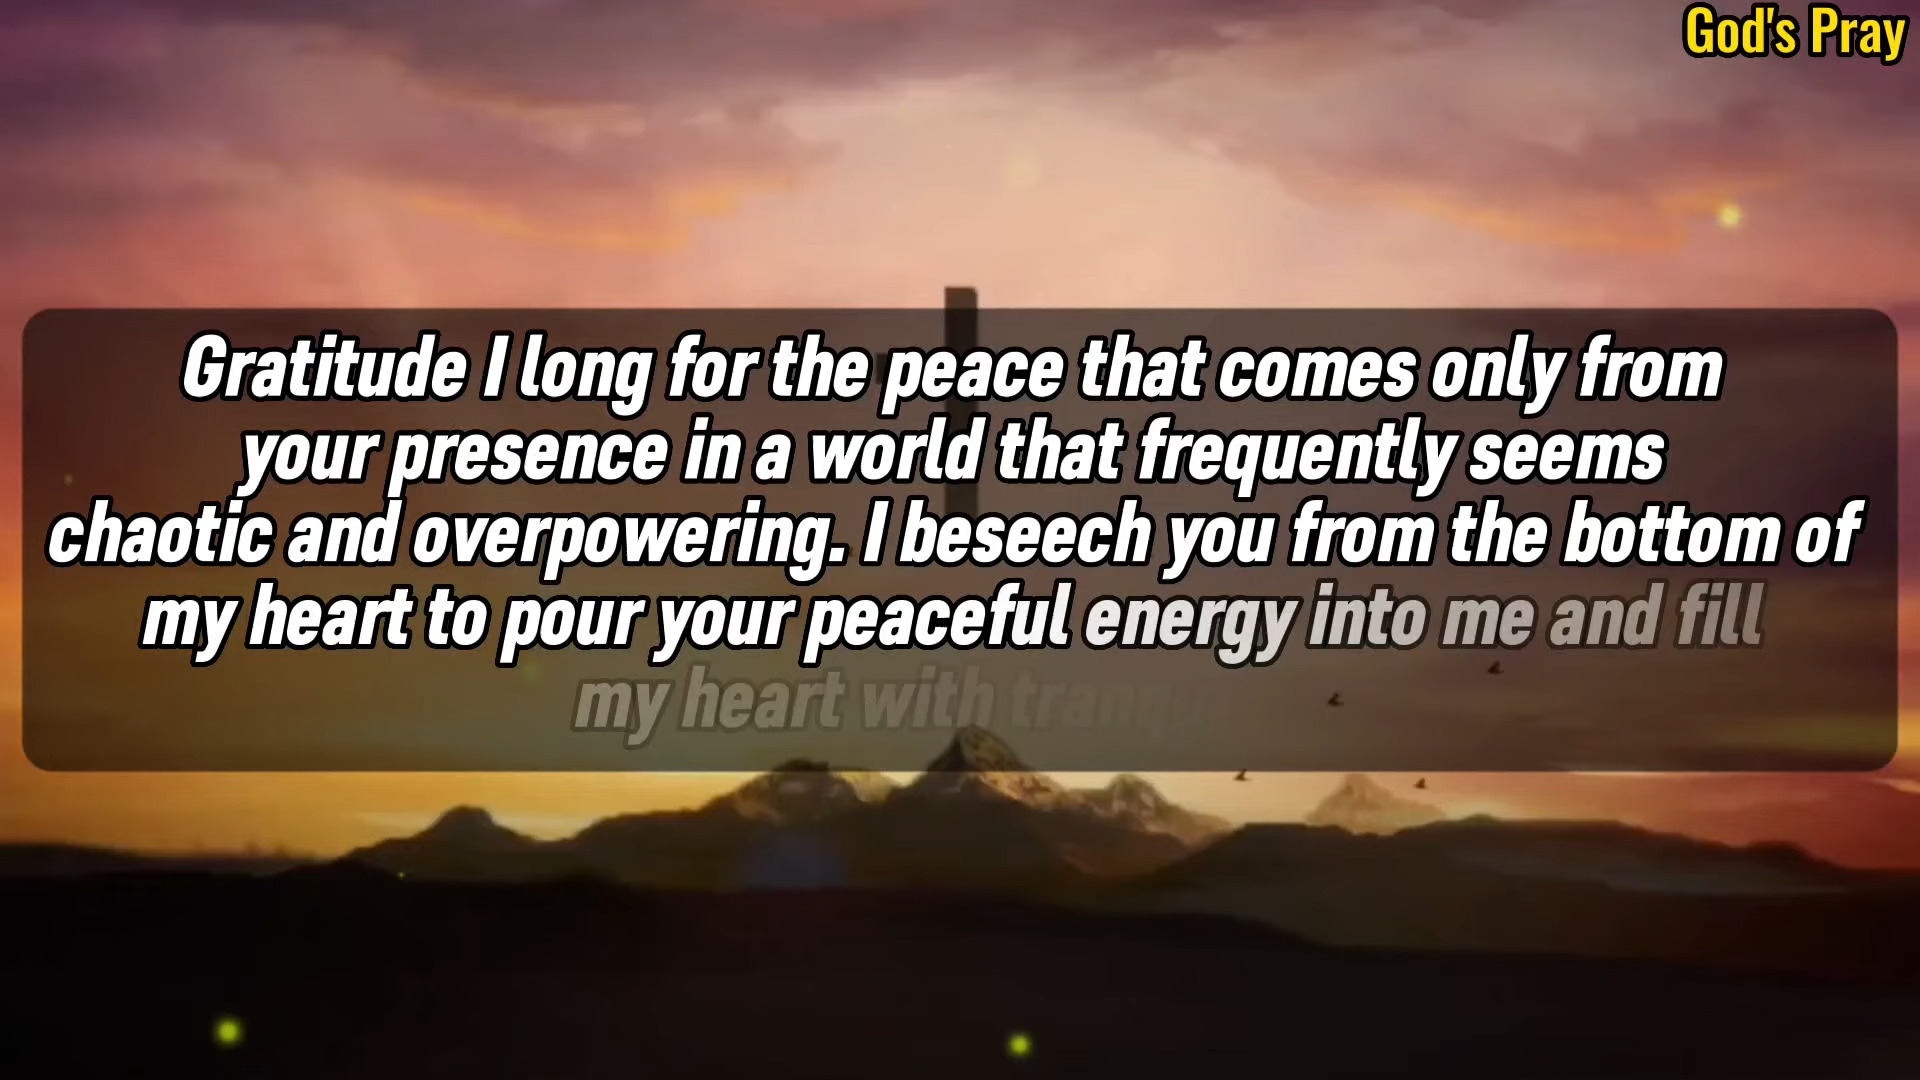 God's Pray
Gratitude I long for the peace that comes only from
your presence in a world that frequently seems
chaotic and overpowering. I beseech you from the bottom of
my heart to pour your peaceful energy into me and fill
my heart with